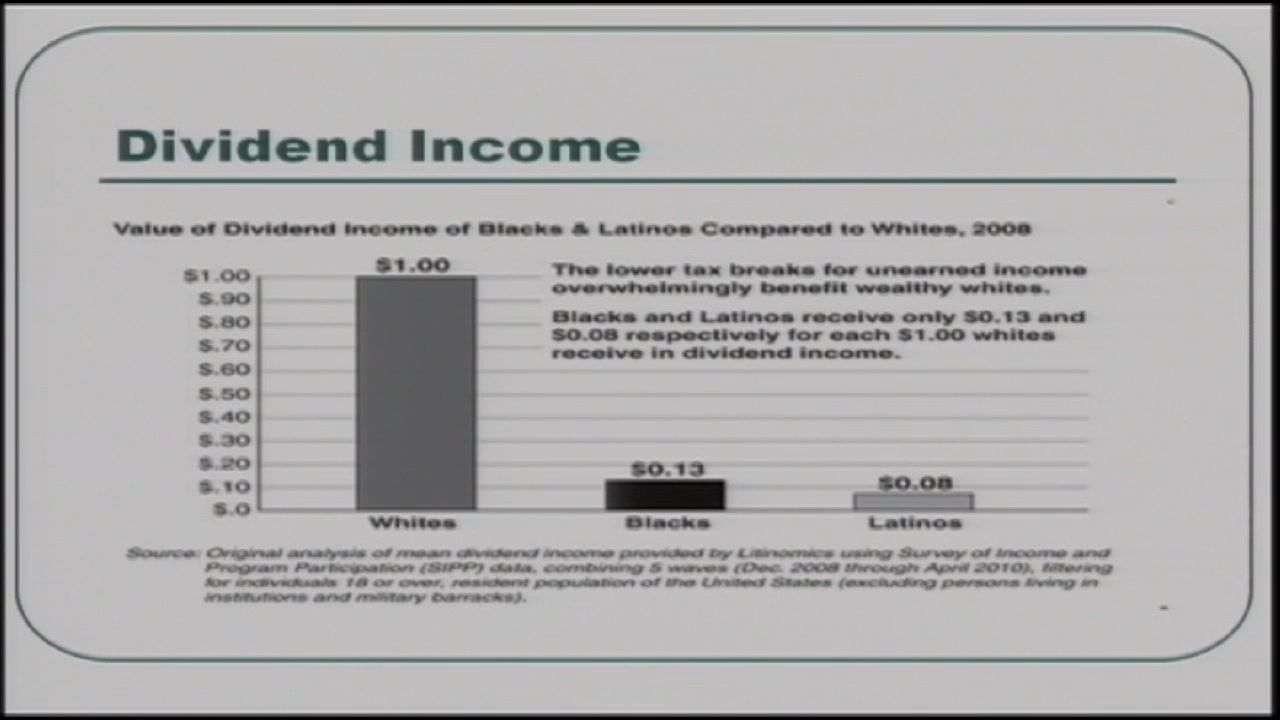 Dividend Income
Value of Dividend Income of Blacks & Latinos Compared to Whites, 2008
$1.00
The lower tax breaks for unearned income
overwhelmingly benefit wealthy whites.
Blacks and Latinos receive only $0.13 and
$0.08 respectively for each $1.00 whites
receive in dividend income.
$1.00
$.90
$.80
$.70
$.60
$.50
$.40
$.30
$.20
$.10
$.0
$0.13
$0.08
Whites
Blacks
Latinos
Source: Original analysis of mean dividend income provided by Litinomics using Survey of Income and
Program Participation (SIPP) data, combining 5 waves (Dec. 2008 through April 2010), filtering
for individuals 18 or over, resident population of the United States (excluding persons living in
institutions and military barracks).